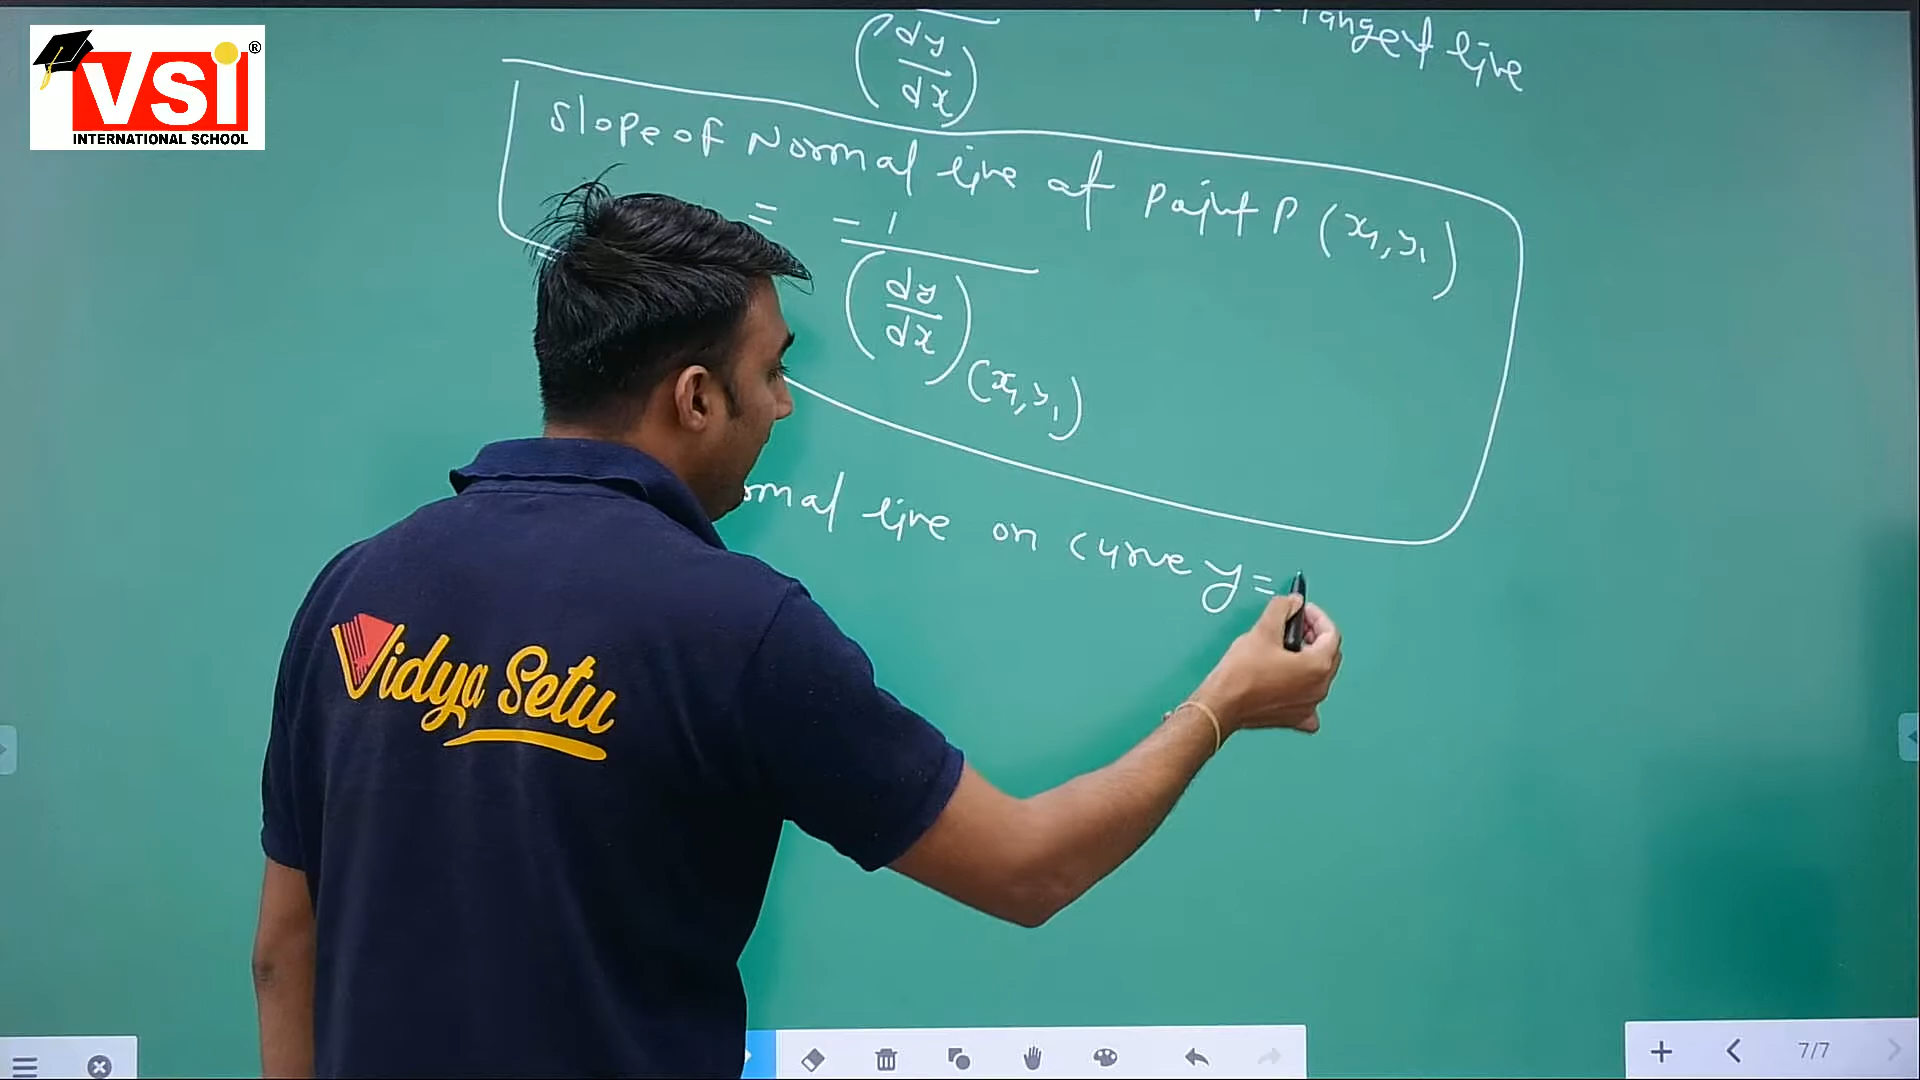 VSI ®
INTERNATIONAL SCHOOL
Tangent line
(dy/dx)
Slope of Normal line at point P (x₁, y₁)
= -1/(dy/dx)(x₁, y₁)
line on curve y =
Vidya Setu
7/7